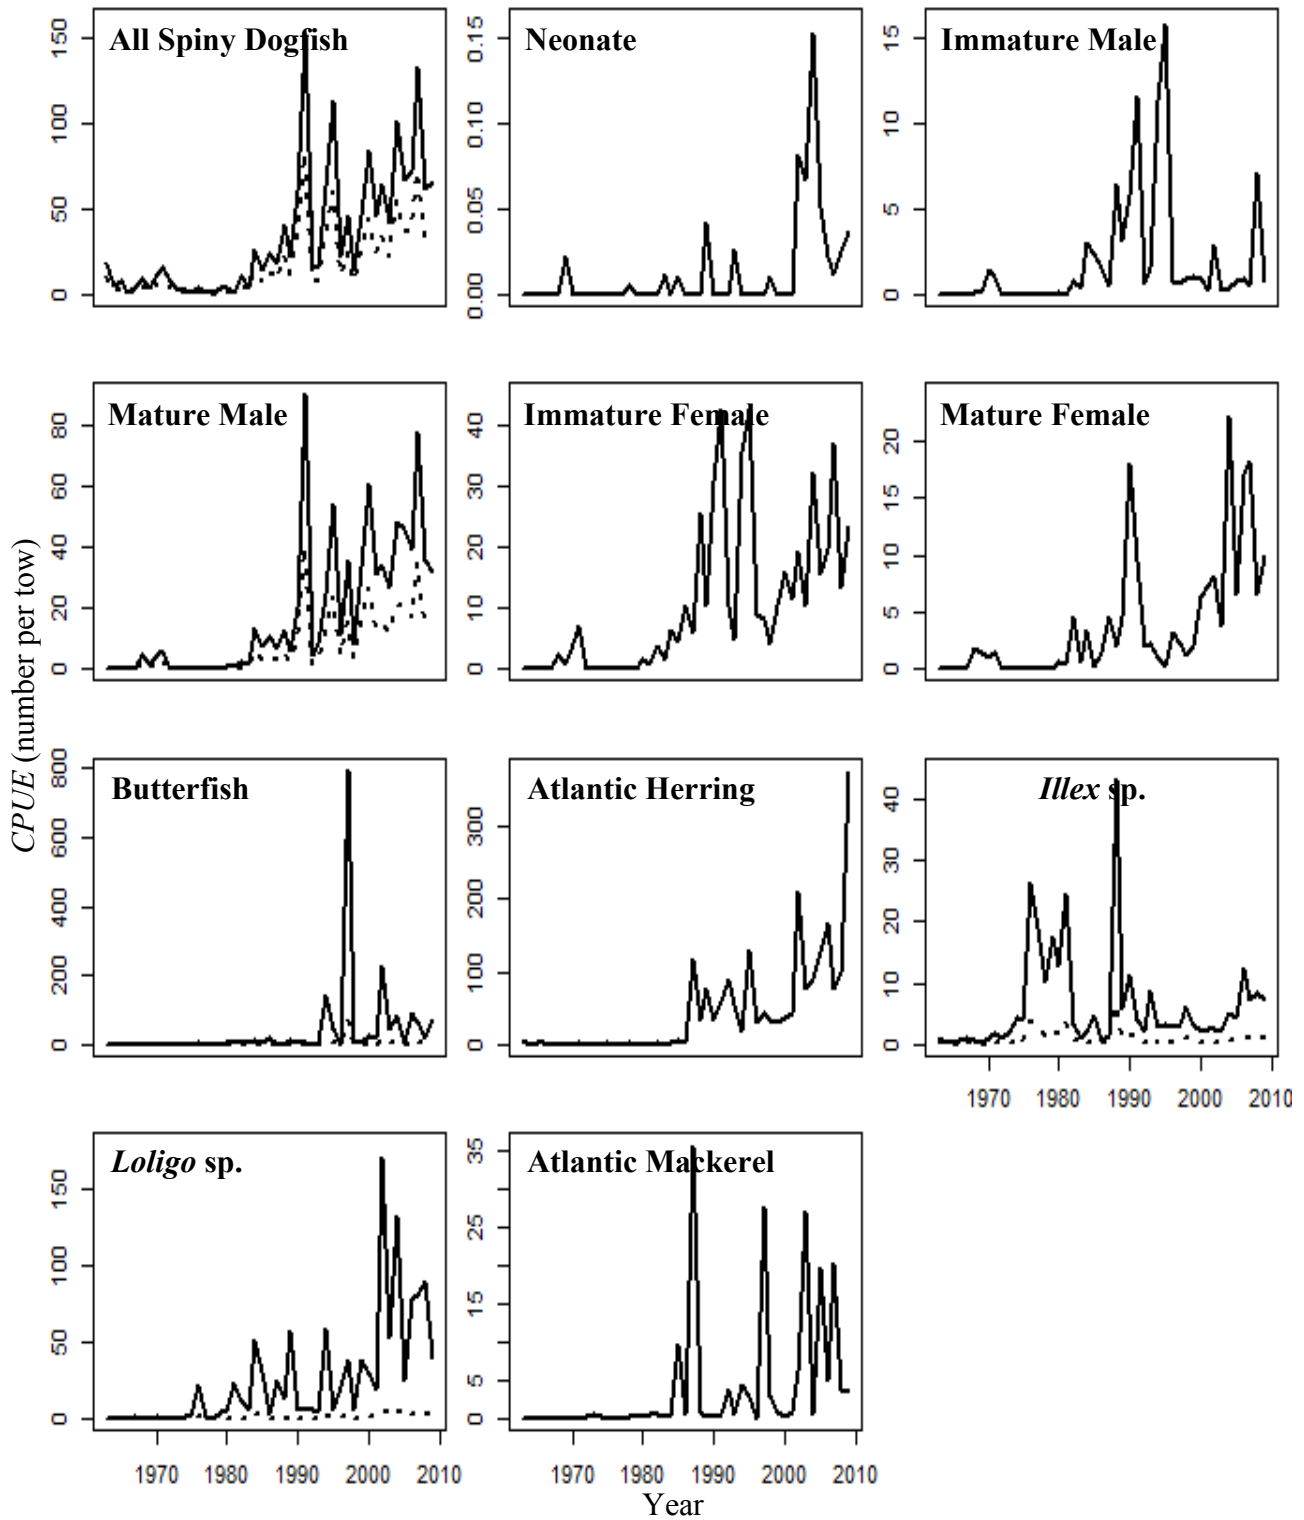 All Spiny Dogfish
0 50 100 150
Neonate
0.00 0.05 0.10 0.15
Immature Male
0 5 10 15
Mature Male
0 20 40 60 80
Immature Female
0 10 20 30 40
Mature Female
0 5 10 15 20
CPUE (number per tow)
Butterfish
0 200 400 600 800
Atlantic Herring
0 100 200 300
Illex sp.
0 10 20 30 40
1970 1980 1990 2000 2010
Loligo sp.
0 50 100 150
1970 1980 1990 2000 2010
Atlantic Mackerel
0 5 15 25 35
1970 1980 1990 2000 2010
Year